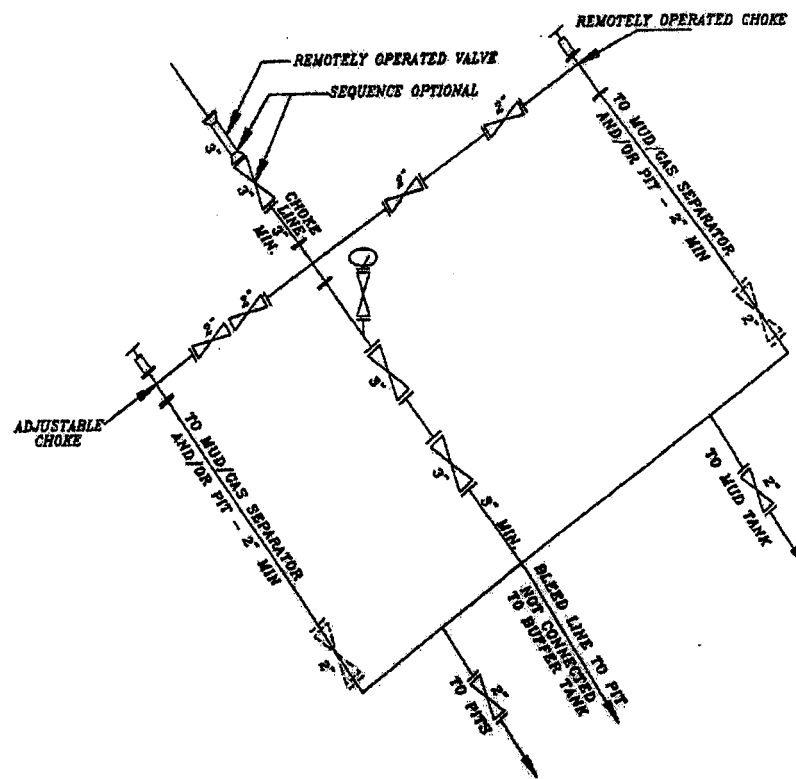 REMOTELY OPERATED CHOKE
REMOTELY OPERATED VALVE
SEQUENCE OPTIONAL
3"
3"
CHOKE
LINE
3"
MIN.
2"
2"
TO MUD/GAS SEPARATOR
AND/OR PIT - 2" MIN
2"
2"
2"
ADJUSTABLE
CHOKE
3"
3"
3" MIN.
TO MUD/GAS SEPARATOR
AND/OR PIT - 2" MIN
2"
2"
TO MUD TANK
BLEED LINE TO PIT
NOT CONNECTED
TO BUFFER TANK
2"
TO PITS